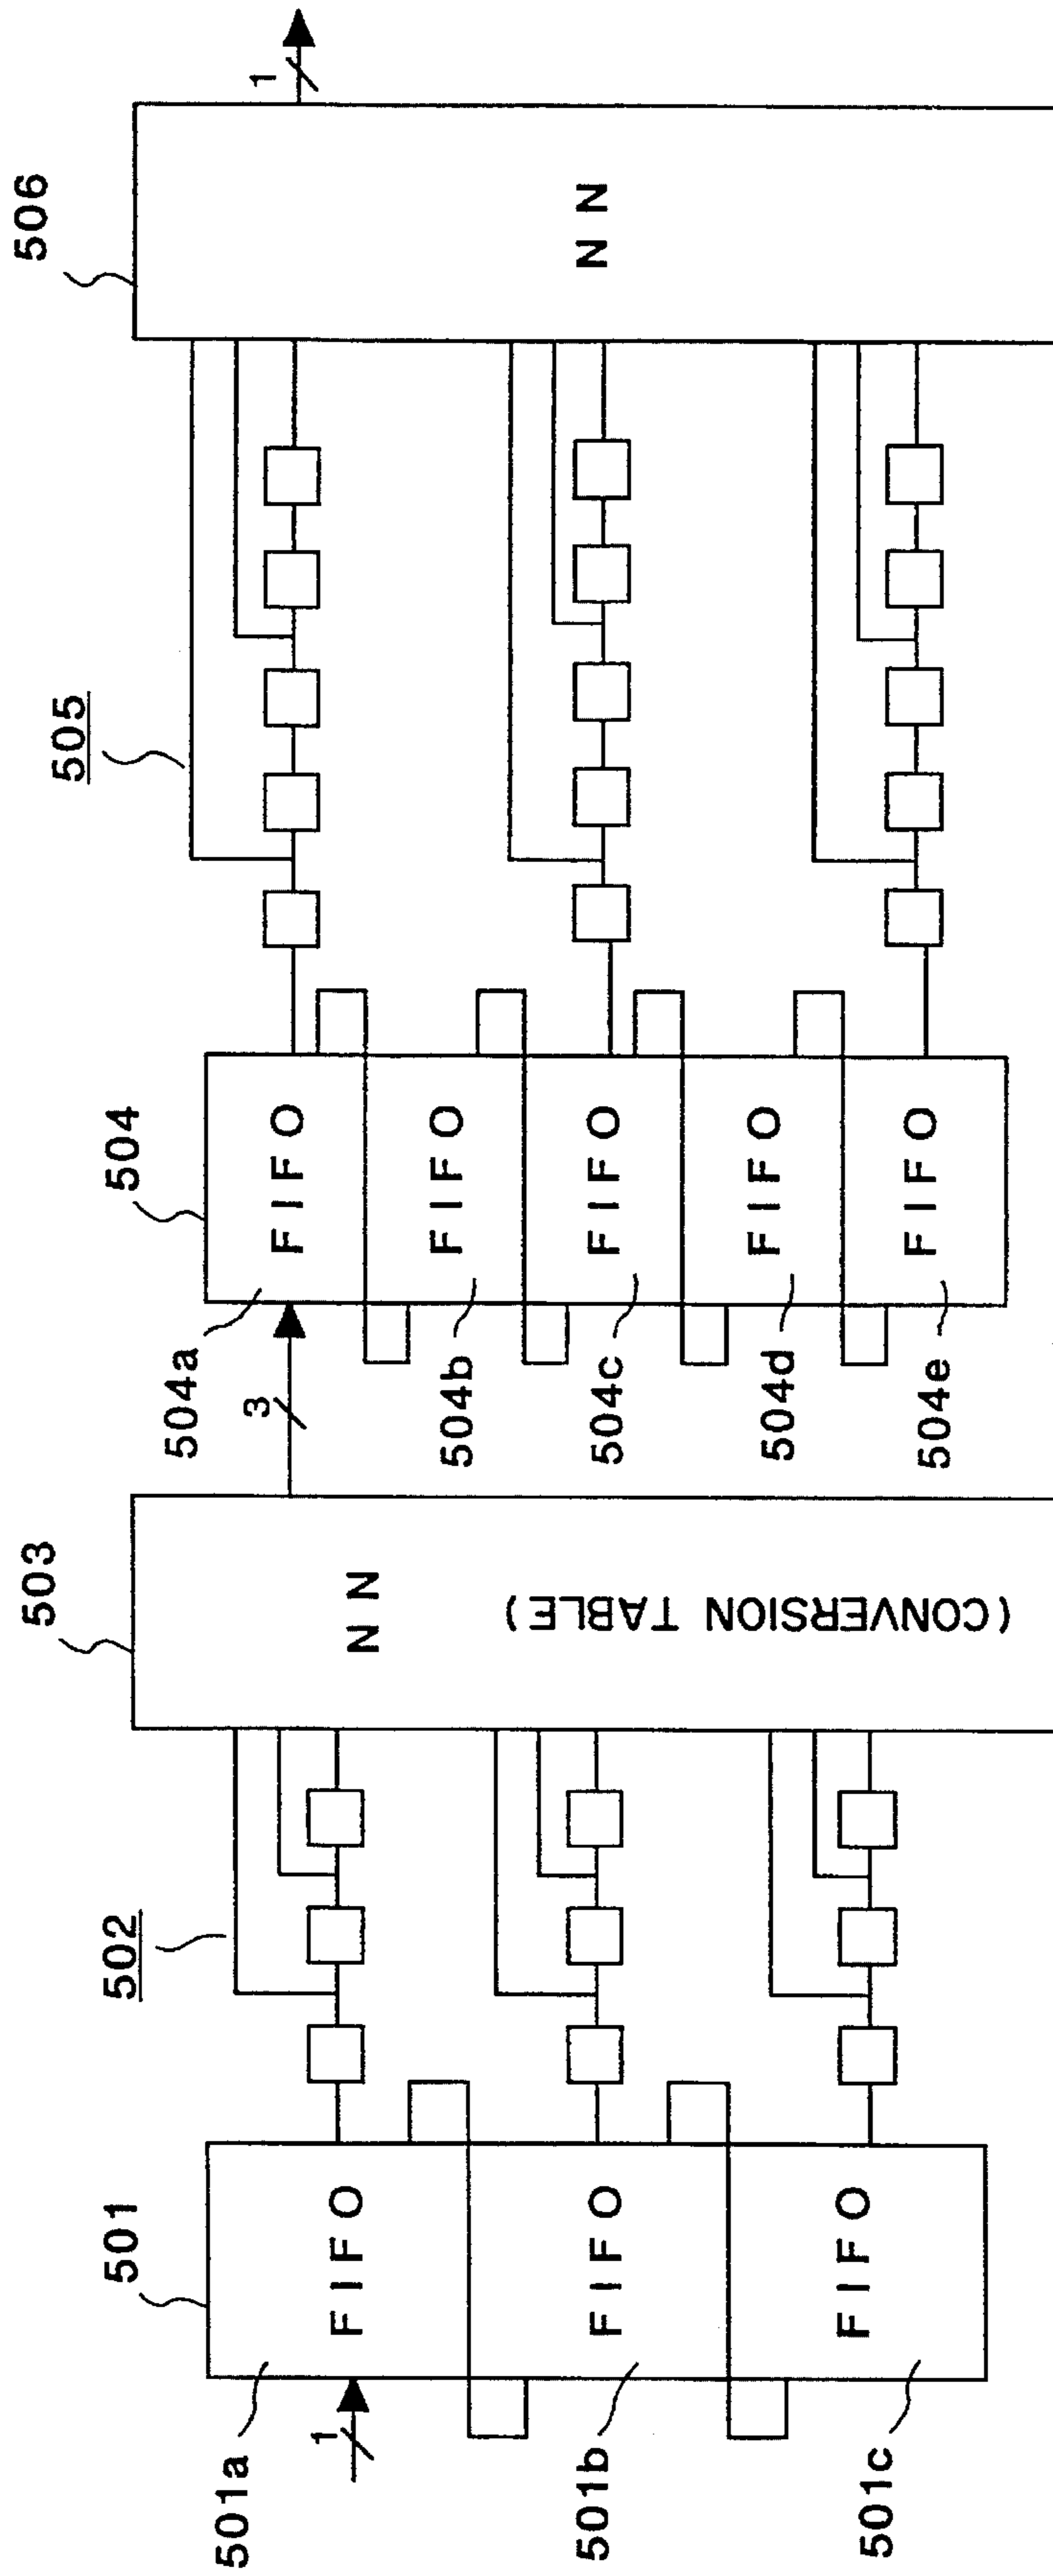 501
501a
1
FIFO
501b
FIFO
501c
FIFO
502
503
NN
(CONVERSION TABLE)
3
504
504a
FIFO
504b
FIFO
504c
FIFO
504d
FIFO
504e
FIFO
505
506
NN
1